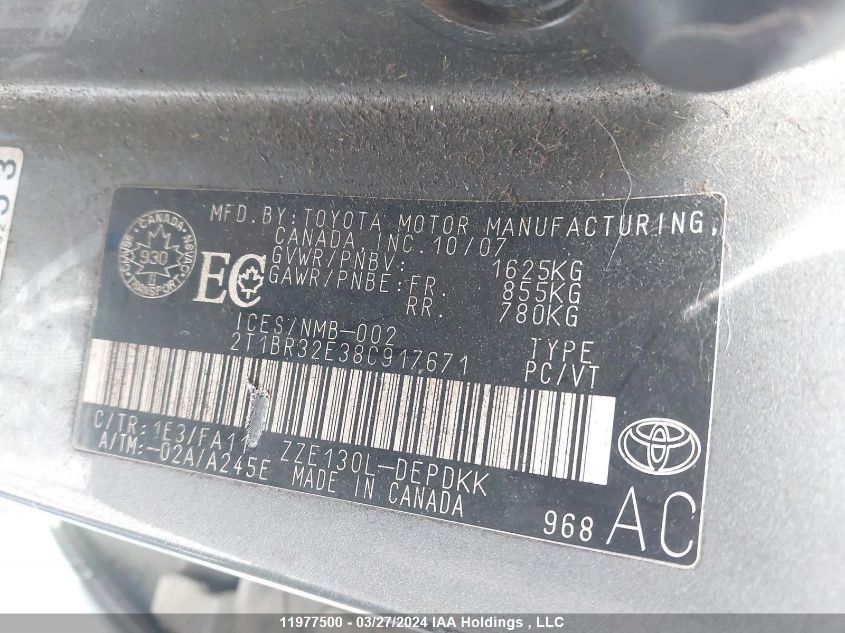 MFD. BY: TOYOTA MOTOR MANUFACTURING,
CANADA, INC. 10/07
GVWR/PNBV: 1625KG
GAWR/PNBE: FR. 855KG
RR. 780KG
CANADA
930
TRANSPORT
EC
ICES/NMB-002
2T1BR32E38C917671
TYPE
PC/VT
C/TR: 1E3/FA11
A/TM: -02A/A245E
ZZE130L-DEPDKK
MADE IN CANADA
968 AC
11977500 - 03/27/2024 IAA Holdings , LLC